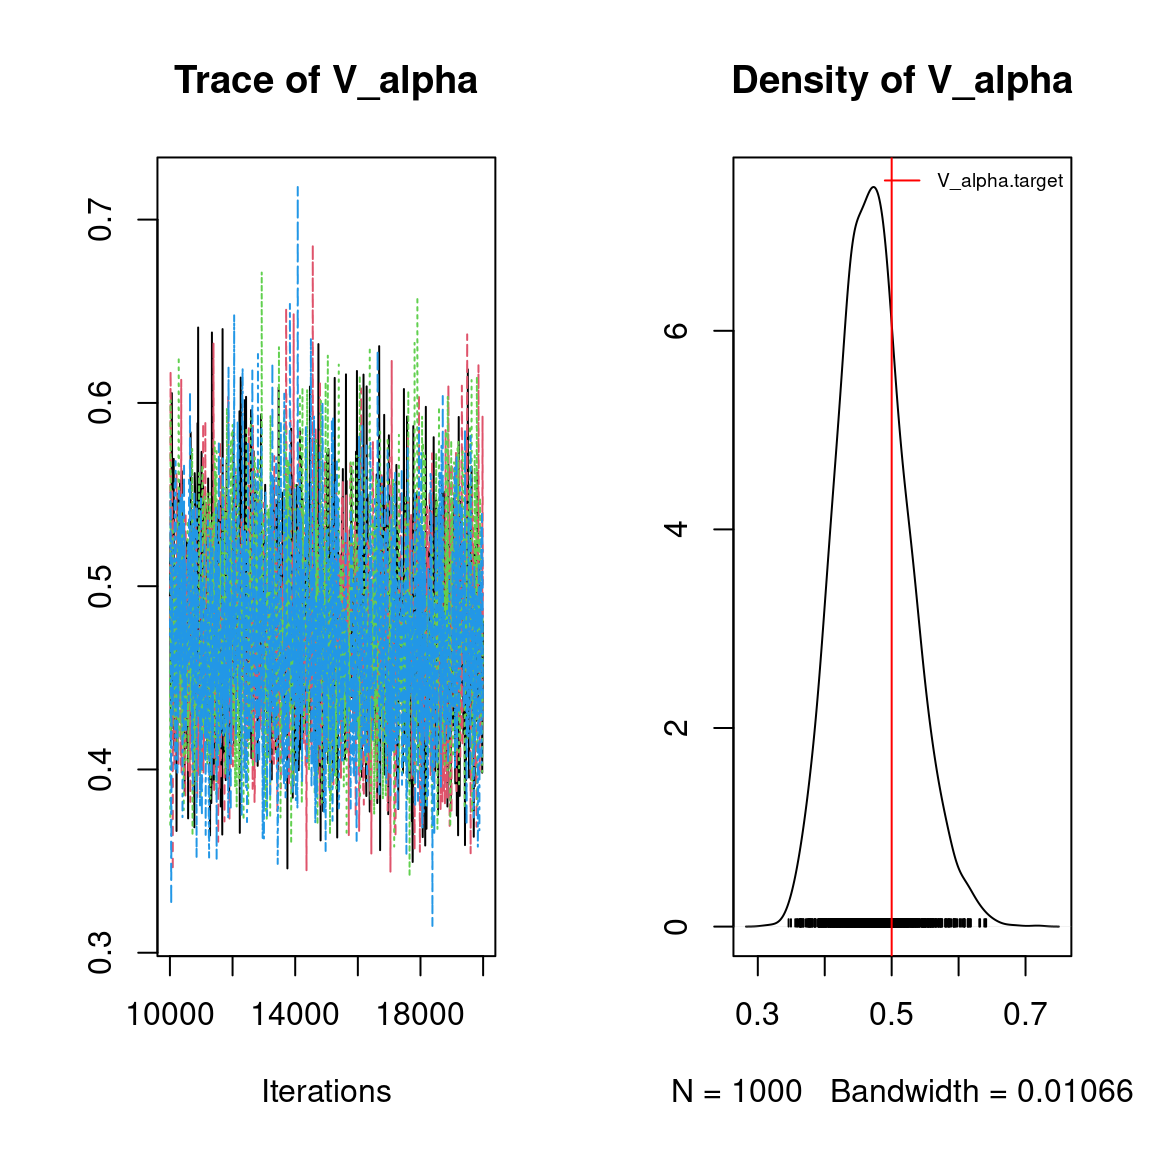 Trace of V_alpha
0.7
0.6
0.5
0.4
0.3
10000 14000 18000
Iterations
Density of V_alpha
V_alpha.target
6
4
2
0
0.3 0.5 0.7
N = 1000 Bandwidth = 0.01066